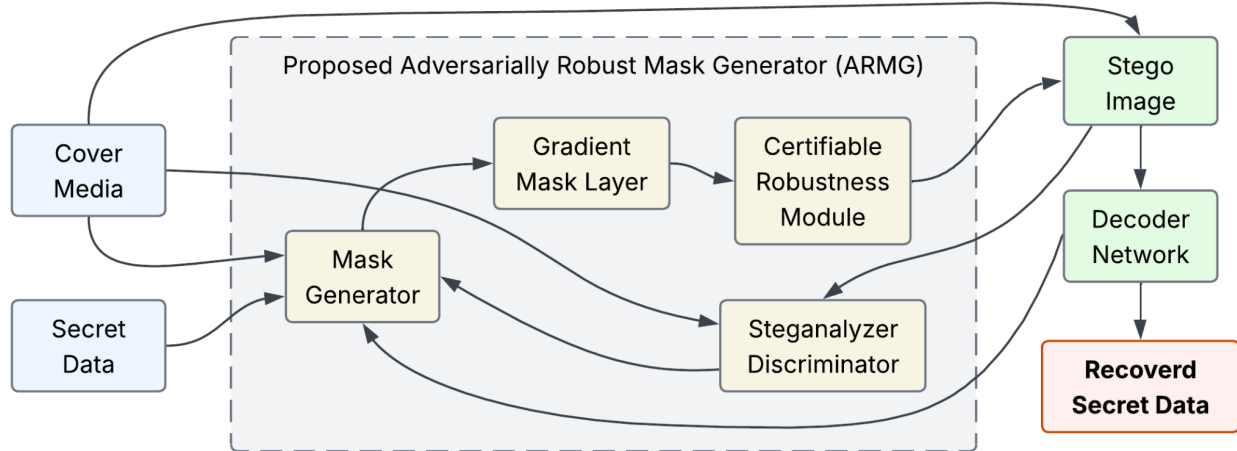 Proposed Adversarially Robust Mask Generator (ARMG)
Cover
Media
Secret
Data
Mask
Generator
Gradient
Mask Layer
Certifiable
Robustness
Module
Steganalyzer
Discriminator
Stego
Image
Decoder
Network
Recoverd
Secret Data